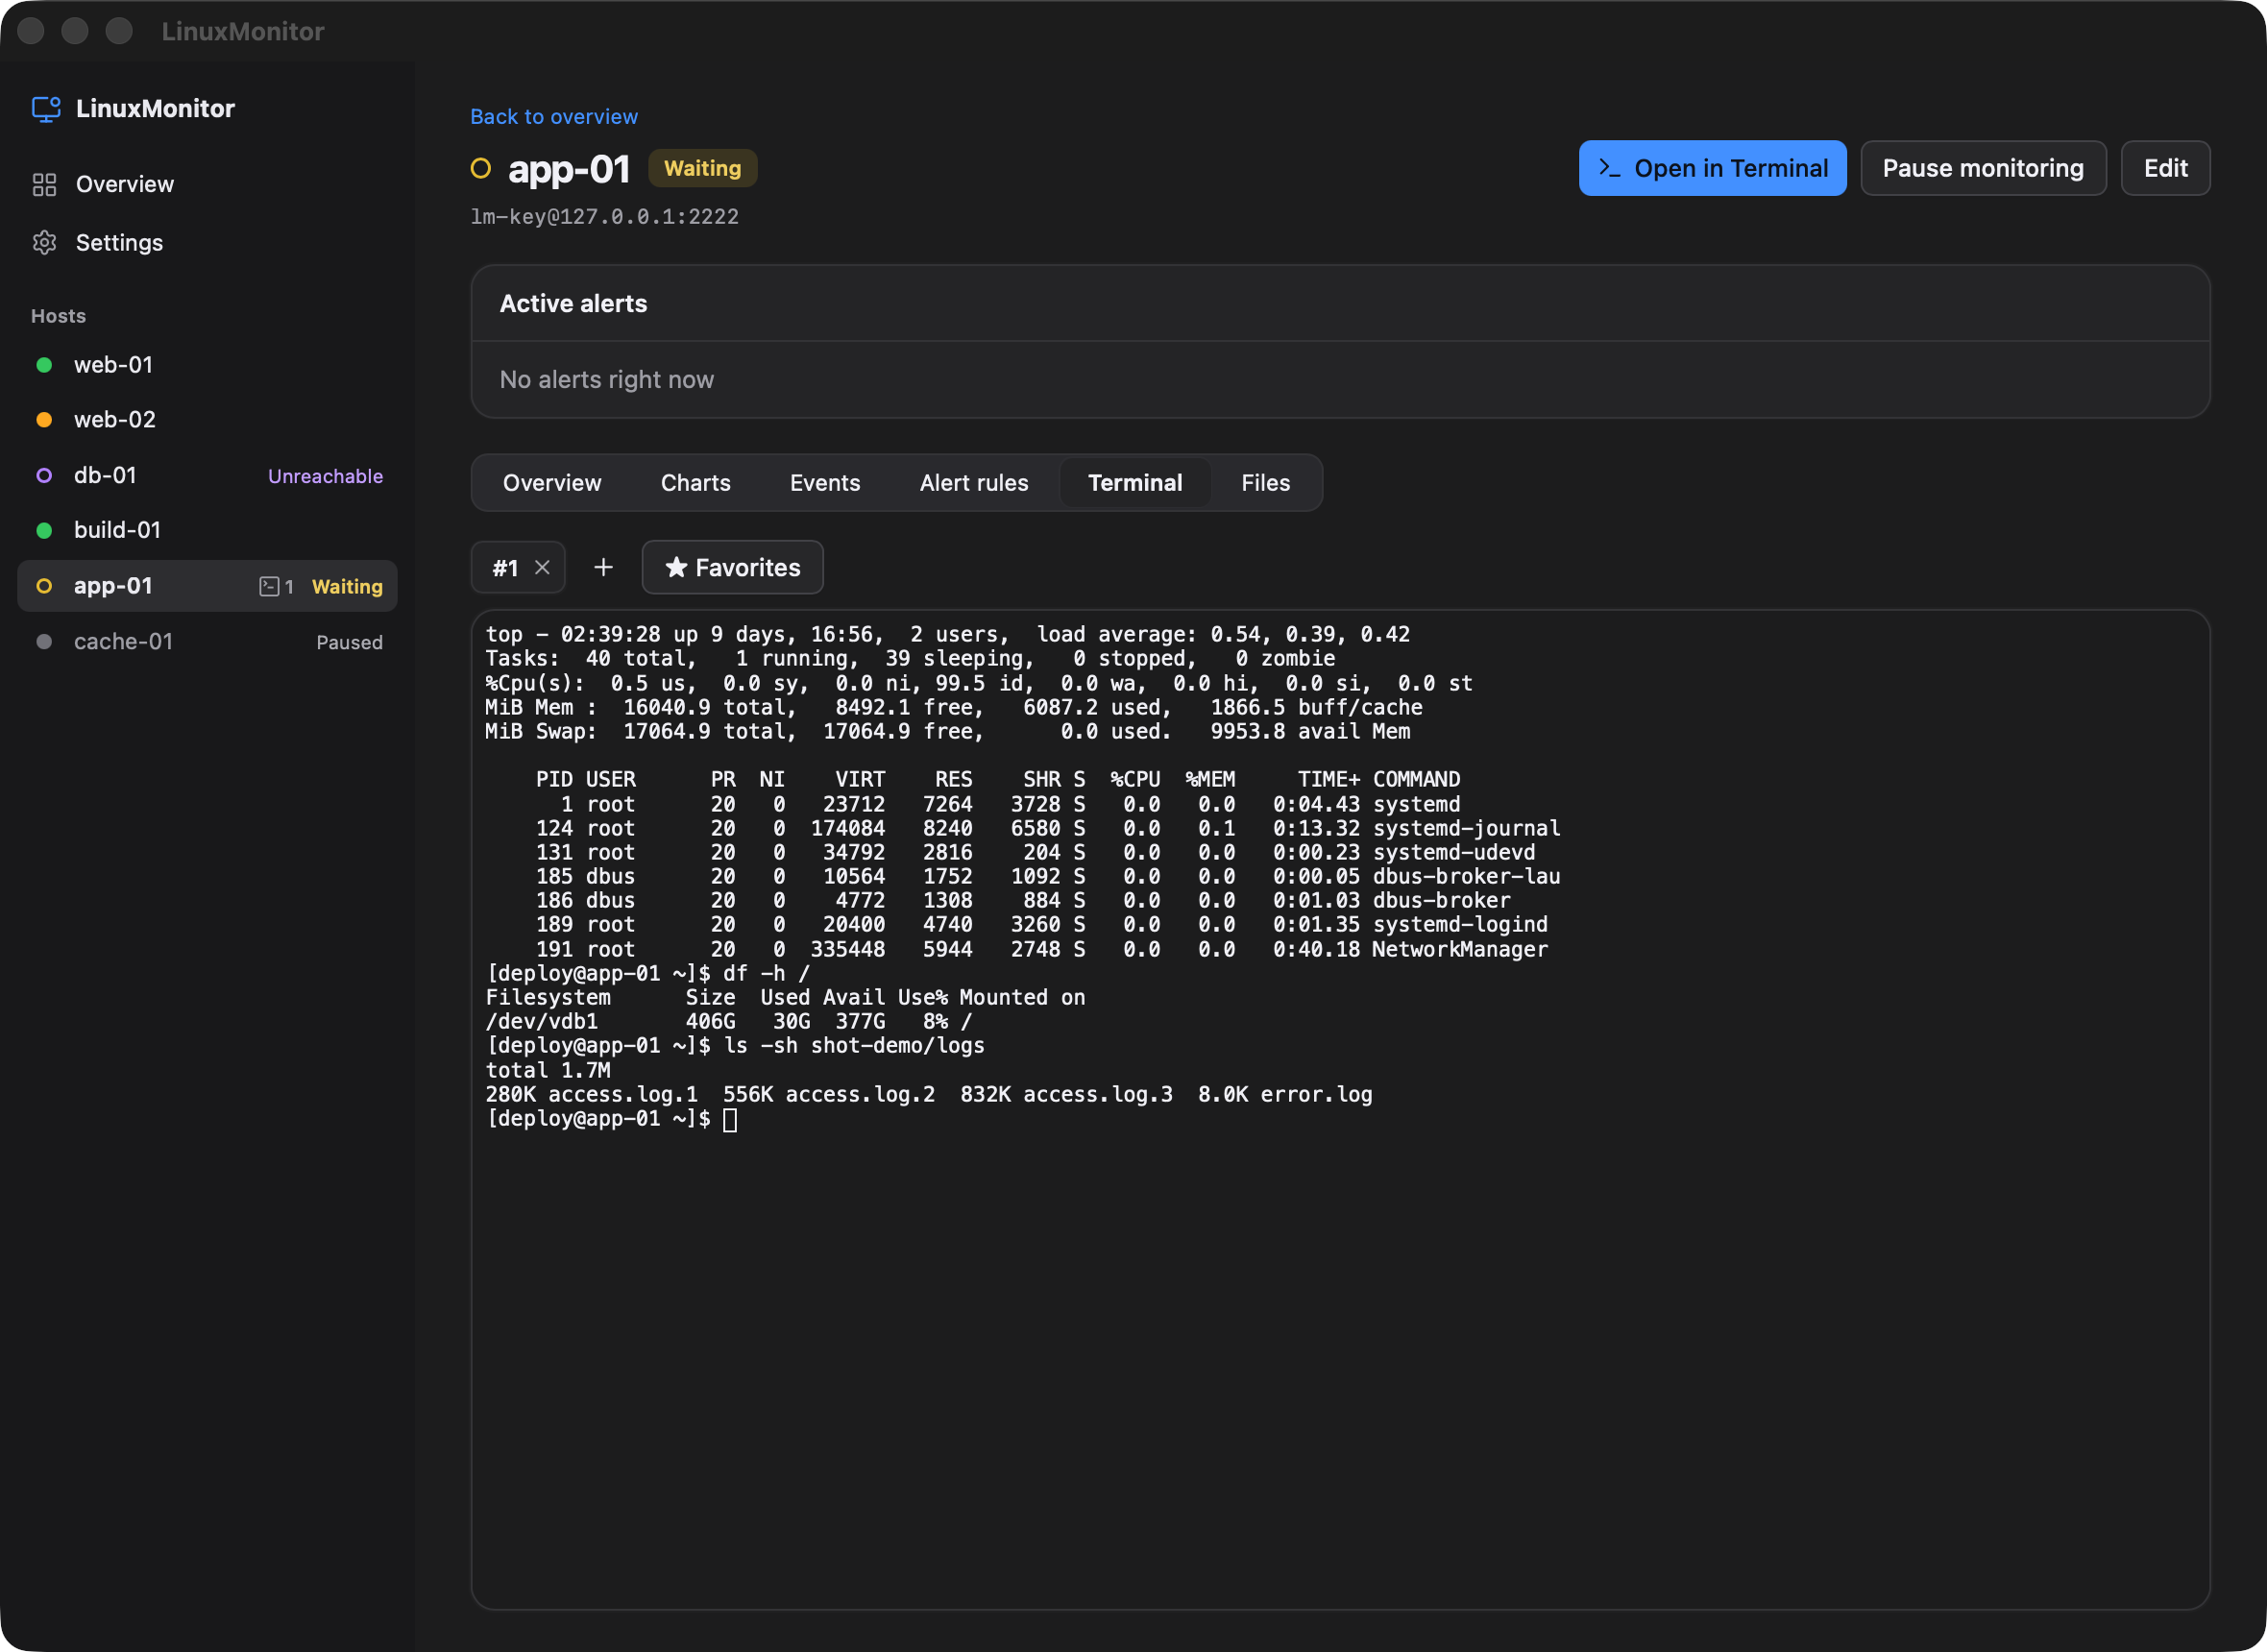 LinuxMonitor
LinuxMonitor
Overview
Settings
Hosts
web-01
web-02
db-01 Unreachable
build-01
app-01 1 Waiting
cache-01 Paused
Back to overview
app-01 Waiting
lm-key@127.0.0.1:2222
>_ Open in Terminal Pause monitoring Edit
Active alerts
No alerts right now
Overview Charts Events Alert rules Terminal Files
#1 × + ★ Favorites
top - 02:39:28 up 9 days, 16:56,  2 users,  load average: 0.54, 0.39, 0.42
Tasks:  40 total,   1 running,  39 sleeping,   0 stopped,   0 zombie
%Cpu(s):  0.5 us,  0.0 sy,  0.0 ni, 99.5 id,  0.0 wa,  0.0 hi,  0.0 si,  0.0 st
MiB Mem :  16040.9 total,   8492.1 free,   6087.2 used,   1866.5 buff/cache
MiB Swap:  17064.9 total,  17064.9 free,      0.0 used.   9953.8 avail Mem
PID USER      PR  NI    VIRT    RES    SHR S  %CPU  %MEM     TIME+ COMMAND
1 root      20   0   23712   7264   3728 S   0.0   0.0   0:04.43 systemd
124 root      20   0  174084   8240   6580 S   0.0   0.1   0:13.32 systemd-journal
131 root      20   0   34792   2816    204 S   0.0   0.0   0:00.23 systemd-udevd
185 dbus      20   0   10564   1752   1092 S   0.0   0.0   0:00.05 dbus-broker-lau
186 dbus      20   0    4772   1308    884 S   0.0   0.0   0:01.03 dbus-broker
189 root      20   0   20400   4740   3260 S   0.0   0.0   0:01.35 systemd-logind
191 root      20   0  335448   5944   2748 S   0.0   0.0   0:40.18 NetworkManager
[deploy@app-01 ~]$ df -h /
Filesystem      Size  Used Avail Use% Mounted on
/dev/vdb1       406G   30G  377G   8% /
[deploy@app-01 ~]$ ls -sh shot-demo/logs
total 1.7M
280K access.log.1  556K access.log.2  832K access.log.3  8.0K error.log
[deploy@app-01 ~]$